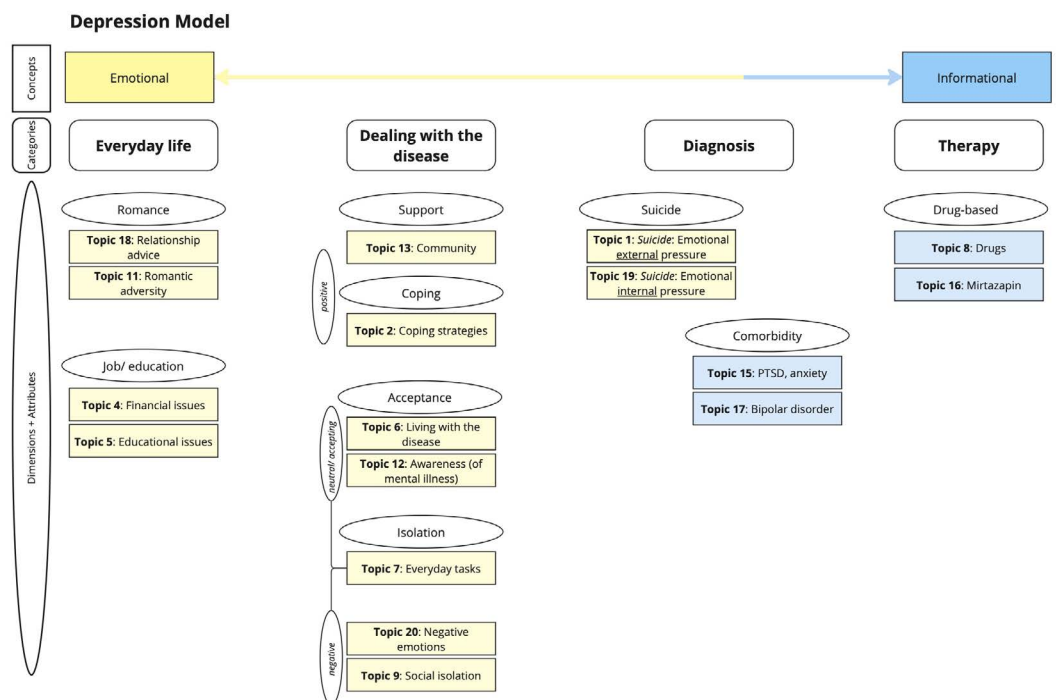 Depression Model
Concepts
Emotional
Informational
Categories
Everyday life
Dealing with the
disease
Diagnosis
Therapy
Dimensions + Attributes
Romance
Topic 18: Relationship
advice
Topic 11: Romantic
adversity
Job/ education
Topic 4: Financial issues
Topic 5: Educational issues
Support
Topic 13: Community
positive
Coping
Topic 2: Coping strategies
Acceptance
Topic 6: Living with the
disease
neutral/ accepting
Topic 12: Awareness (of
mental illness)
Isolation
Topic 7: Everyday tasks
Topic 20: Negative
emotions
negative
Topic 9: Social isolation
Suicide
Topic 1: Suicide: Emotional
external pressure
Topic 19: Suicide: Emotional
internal pressure
Comorbidity
Topic 15: PTSD, anxiety
Topic 17: Bipolar disorder
Drug-based
Topic 8: Drugs
Topic 16: Mirtazapin